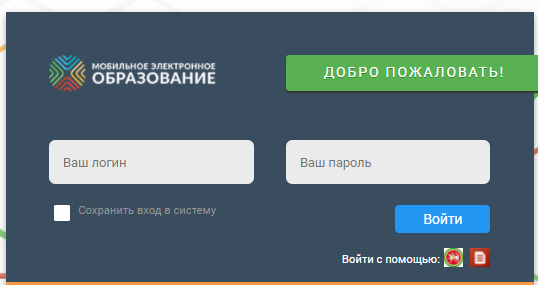 МОБИЛЬНОЕ ЭЛЕКТРОННОЕ
ОБРАЗОВАНИЕ
ДОБРО ПОЖАЛОВАТЬ!
Ваш логин
Ваш пароль
Сохранить вход в систему
Войти
Войти с помощью: